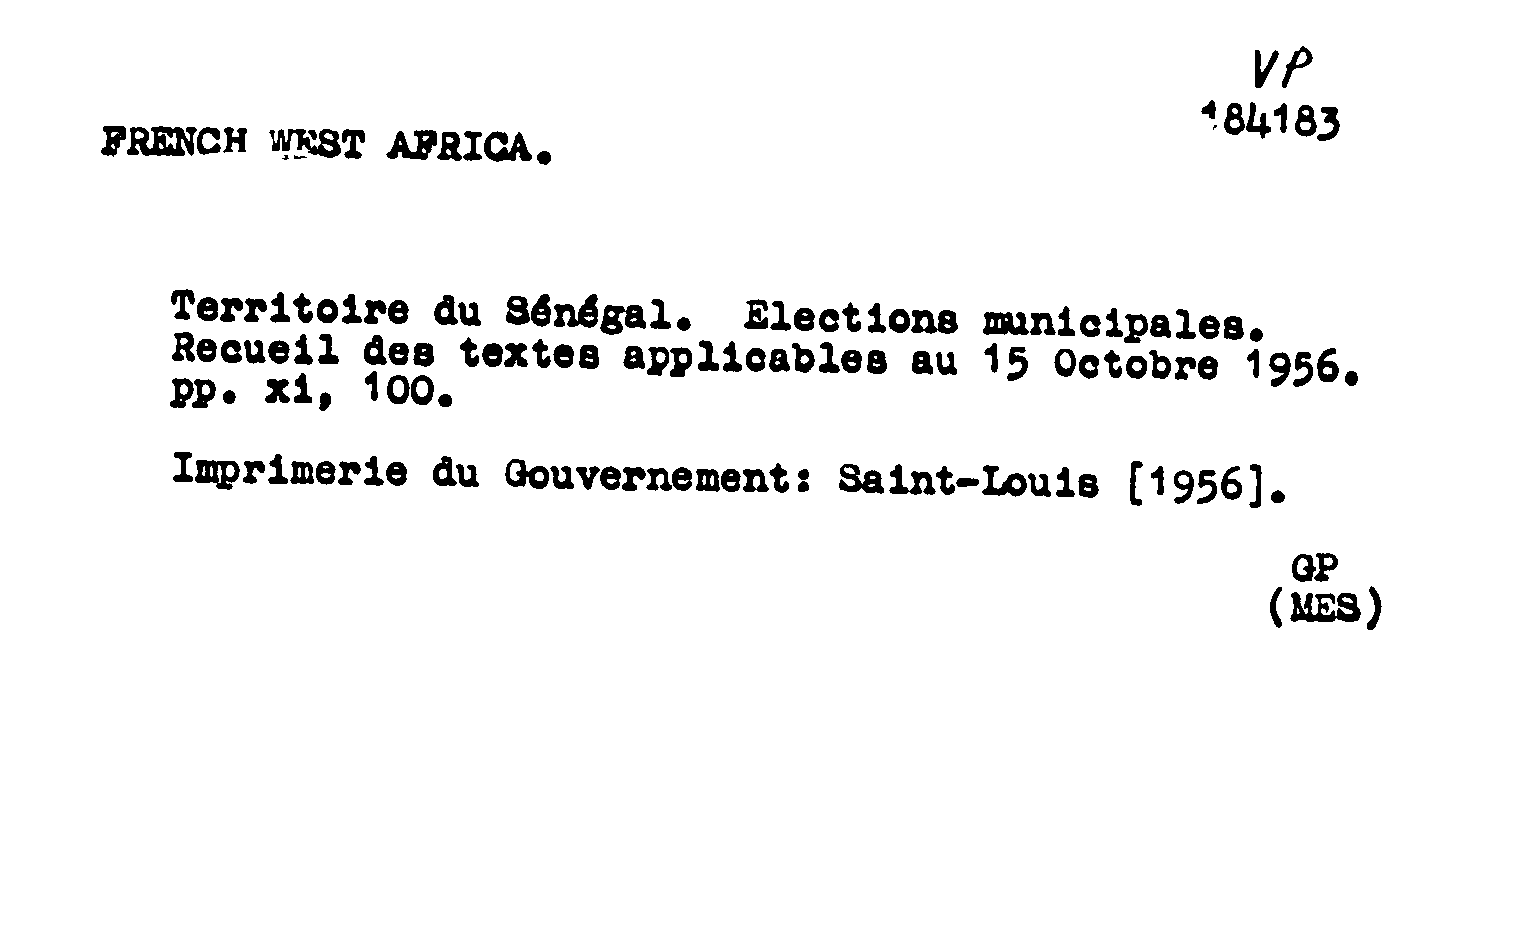 VP
184183
FRENCH WEST AFRICA.
Territoire du Sénégal. Elections municipales.
Recueil des textes applicables au 15 Octobre 1956.
pp. xi, 100.
Imprimerie du Gouvernement: Saint-Louis [1956].
GP
(MES)